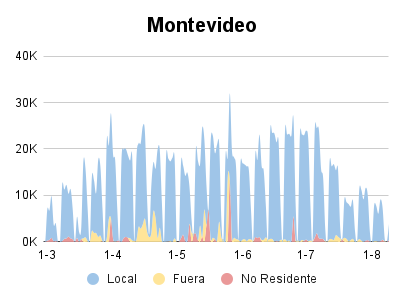 Montevideo
40K
30K
20K
10K
0K
1-3 1-4 1-5 1-6 1-7 1-8
Local Fuera No Residente